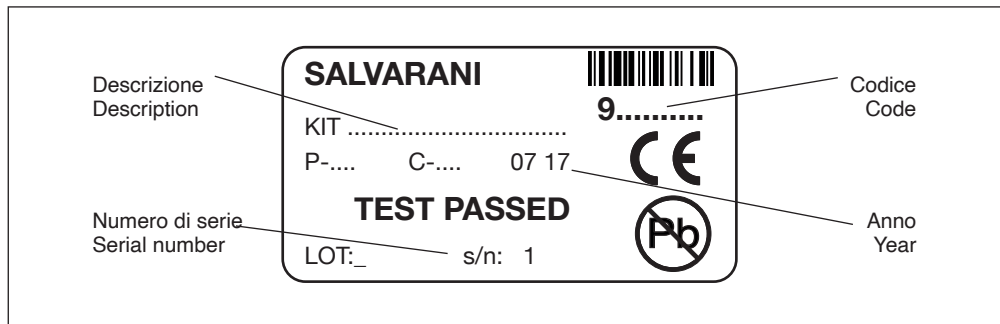 Descrizione
Description
SALVARANI
9..........
Codice
Code
KIT .................................
P-.... C-.... 07 17
CE
TEST PASSED
Numero di serie
Serial number
LOT:_ s/n: 1
Pb
Anno
Year